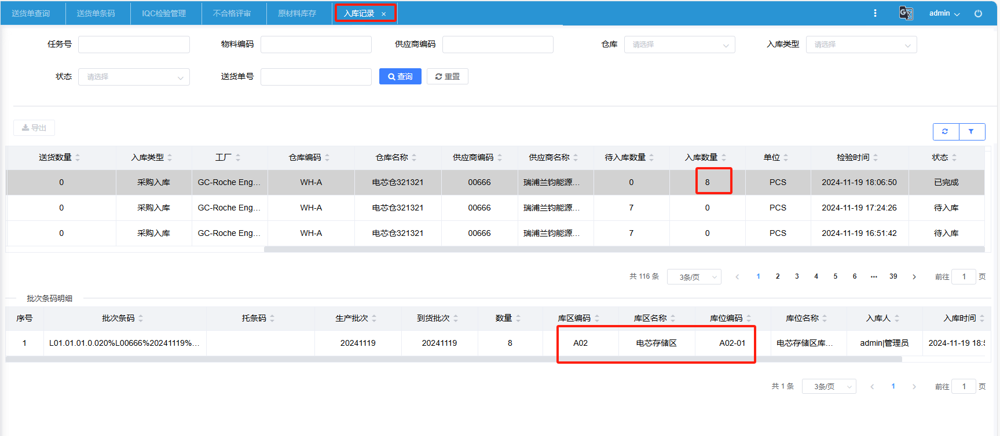 送货单查询 送货单条码 IQC检验管理 不合格评审 原材料库存 入库记录 × admin
任务号 物料编码 供应商编码 仓库 请选择 入库类型 请选择
状态 请选择 送货单号 查询 重置
导出
送货数量 入库类型 工厂 仓库编码 仓库名称 供应商编码 供应商名称 待入库数量 入库数量 单位 检验时间 状态
0 采购入库 GC-Roche Eng... WH-A 电芯仓321321 00666 瑞浦兰钧能源... 0 8 PCS 2024-11-19 18:06:50 已完成
0 采购入库 GC-Roche Eng... WH-A 电芯仓321321 00666 瑞浦兰钧能源... 7 0 PCS 2024-11-19 17:24:26 待入库
0 采购入库 GC-Roche Eng... WH-A 电芯仓321321 00666 瑞浦兰钧能源... 7 0 PCS 2024-11-19 16:51:42 待入库
共 116 条 3条/页 1 2 3 4 5 6 ... 39 前往 1 页
批次条码明细
序号 批次条码 托条码 生产批次 到货批次 数量 库区编码 库区名称 库位编码 库位名称 入库人 入库时间
1 L01.01.01.0.020%L00666%20241119%... 20241119 20241119 8 A02 电芯存储区 A02-01 电芯存储区库... admin|管理员 2024-11-19 18:5
共 1 条 3条/页 1 前往 1 页